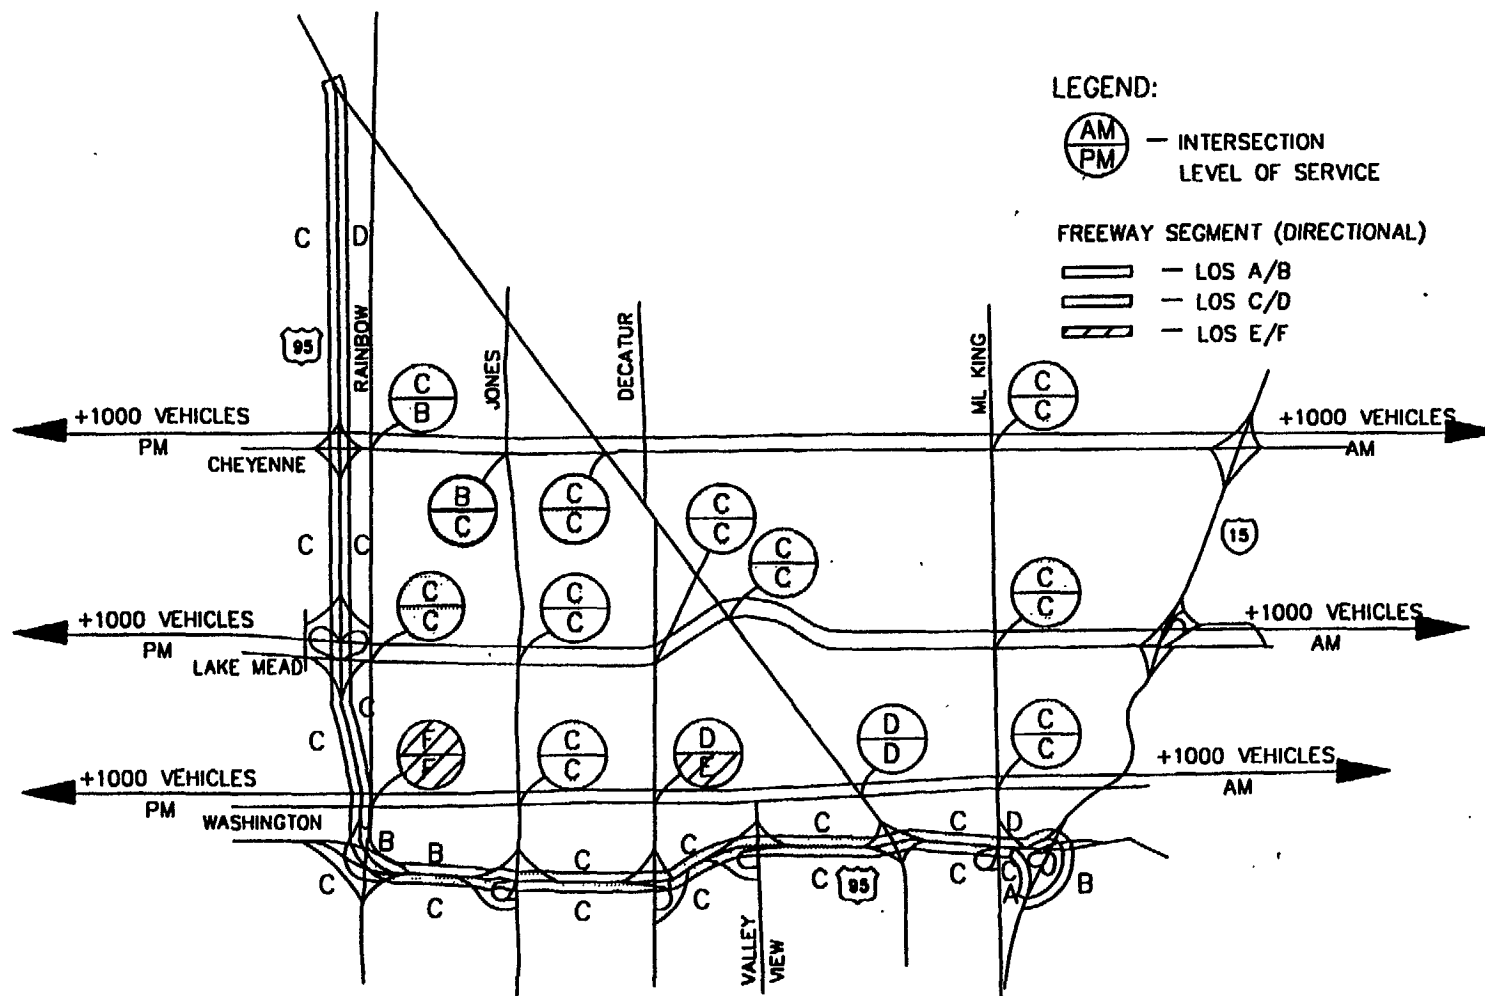 LEGEND:
AM
PM
— INTERSECTION
LEVEL OF SERVICE
FREEWAY SEGMENT (DIRECTIONAL)
— LOS A/B
— LOS C/D
— LOS E/F
C
D
95
RAINBOW
JONES
DECATUR
ML KING
C
B
C
C
+1000 VEHICLES
PM
CHEYENNE
+1000 VEHICLES
AM
B
C
C
C
C
C
C
C
15
C
C
C
C
C
C
C
C
+1000 VEHICLES
PM
LAKE MEAD
+1000 VEHICLES
AM
C
C
F
F
C
C
D
E
D
D
C
C
+1000 VEHICLES
PM
WASHINGTON
+1000 VEHICLES
AM
B
B
C
C
C
C
D
C
C
C
C
C
C
95
C
C
A
B
VALLEY
VIEW